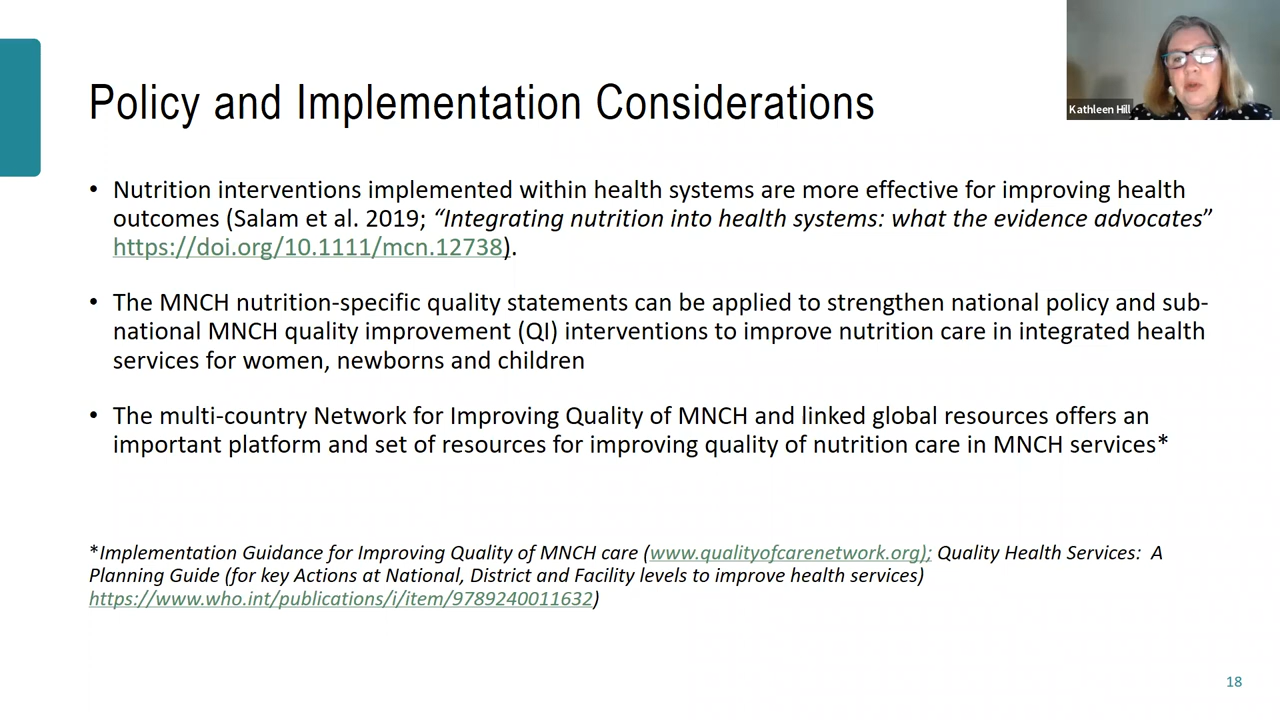 Policy and Implementation Considerations
Kathleen Hill
• Nutrition interventions implemented within health systems are more effective for improving health
outcomes (Salam et al. 2019; “Integrating nutrition into health systems: what the evidence advocates”
https://doi.org/10.1111/mcn.12738).
• The MNCH nutrition-specific quality statements can be applied to strengthen national policy and sub-
national MNCH quality improvement (QI) interventions to improve nutrition care in integrated health
services for women, newborns and children
• The multi-country Network for Improving Quality of MNCH and linked global resources offers an
important platform and set of resources for improving quality of nutrition care in MNCH services*
*Implementation Guidance for Improving Quality of MNCH care (www.qualityofcarenetwork.org); Quality Health Services: A
Planning Guide (for key Actions at National, District and Facility levels to improve health services)
https://www.who.int/publications/i/item/9789240011632)
18